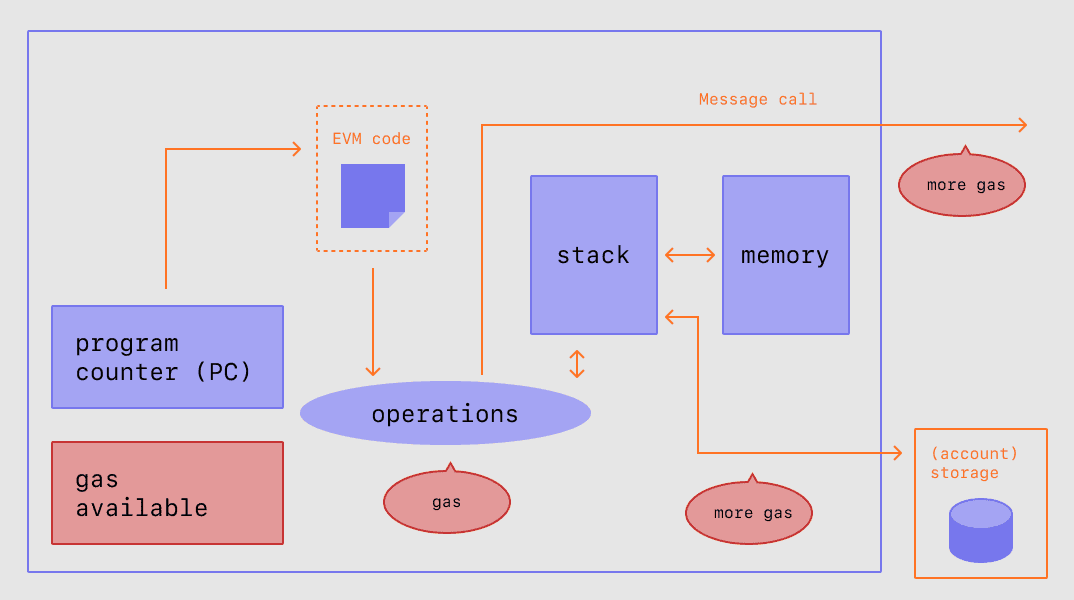 Message call
EVM code
more gas
stack
memory
program
counter (PC)
operations
gas
available
gas
more gas
(account)
storage